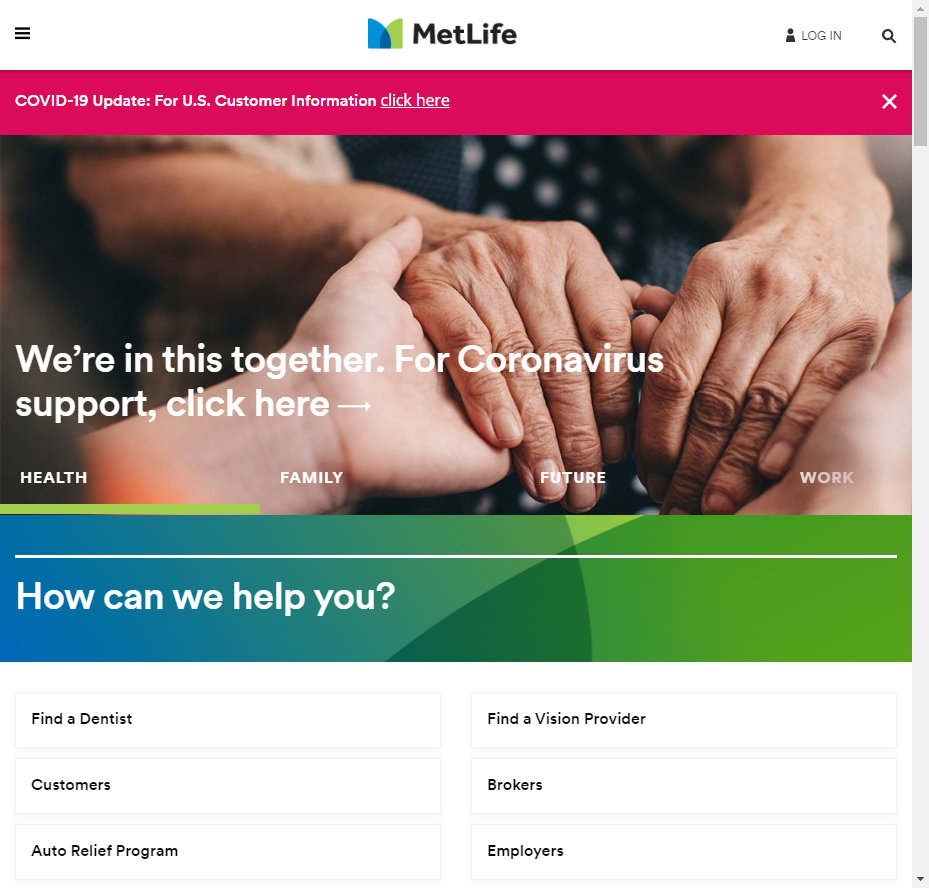 MetLife
LOG IN
COVID-19 Update: For U.S. Customer Information click here
We're in this together. For Coronavirus
support, click here
HEALTH FAMILY FUTURE WORK
How can we help you?
Find a Dentist
Find a Vision Provider
Customers
Brokers
Auto Relief Program
Employers